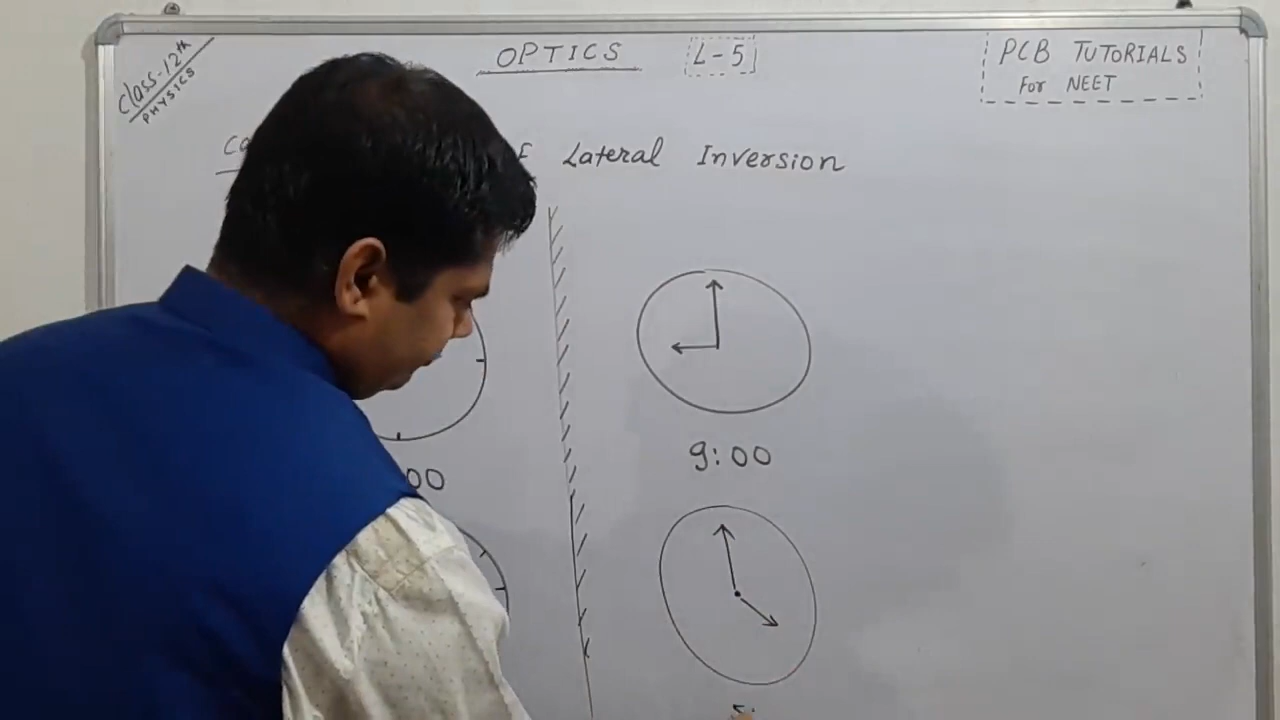 Class-12th
PHYSICS
OPTICS L-5
PCB TUTORIALS
For NEET
Lateral Inversion
9:00
00